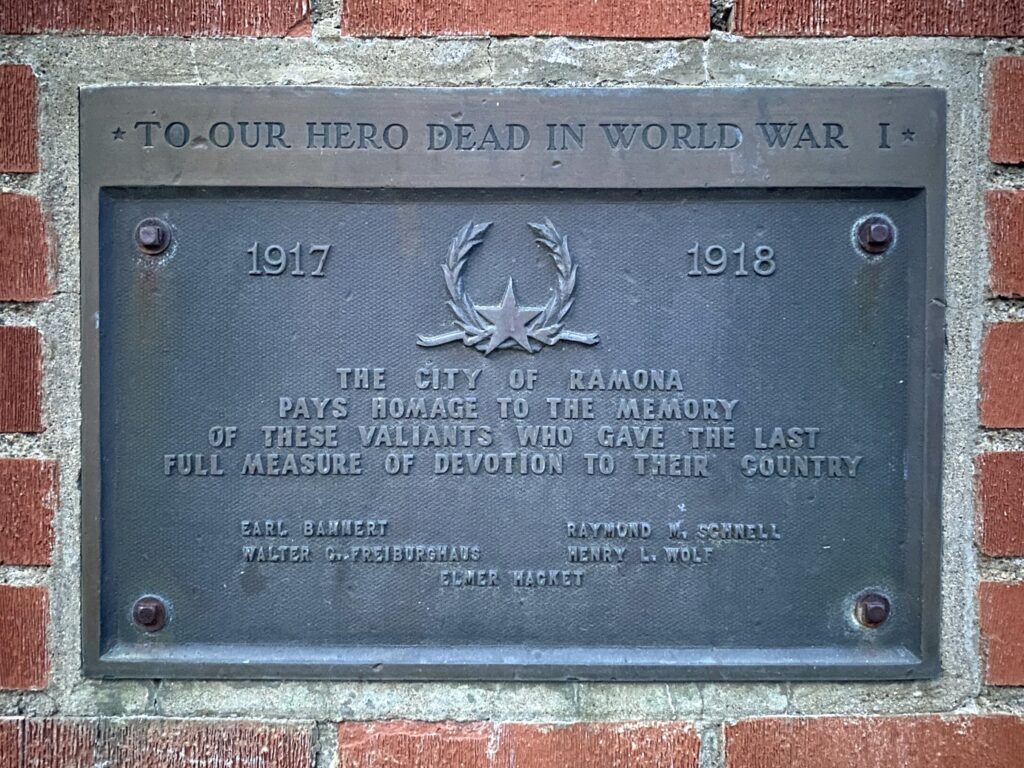 ★ TO OUR HERO DEAD IN WORLD WAR I ★
1917 1918
THE CITY OF RAMONA
PAYS HOMAGE TO THE MEMORY
OF THESE VALIANTS WHO GAVE THE LAST
FULL MEASURE OF DEVOTION TO THEIR COUNTRY
EARL BAMMERT RAYMOND M. SCHNELL
WALTER C. FREIBURGHAUS HENRY L. WOLF
ELMER HACKET